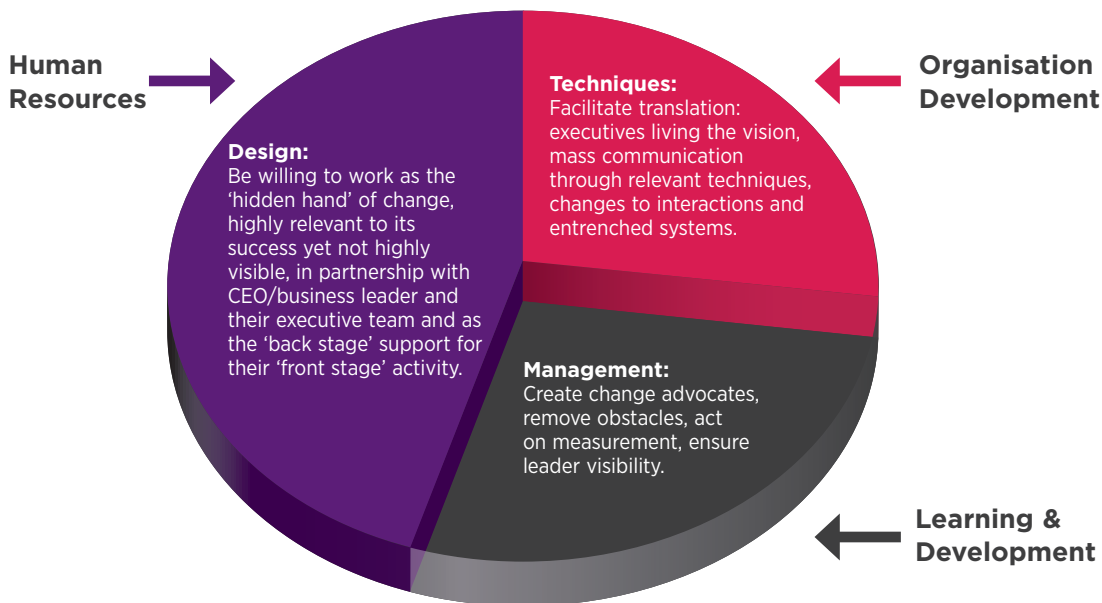 Human
Resources
Design:
Be willing to work as the
‘hidden hand’ of change,
highly relevant to its
success yet not highly
visible, in partnership with
CEO/business leader and
their executive team and as
the ‘back stage’ support for
their ‘front stage’ activity.
Techniques:
Facilitate translation:
executives living the vision,
mass communication
through relevant techniques,
changes to interactions and
entrenched systems.
Organisation
Development
Management:
Create change advocates,
remove obstacles, act
on measurement, ensure
leader visibility.
Learning &
Development